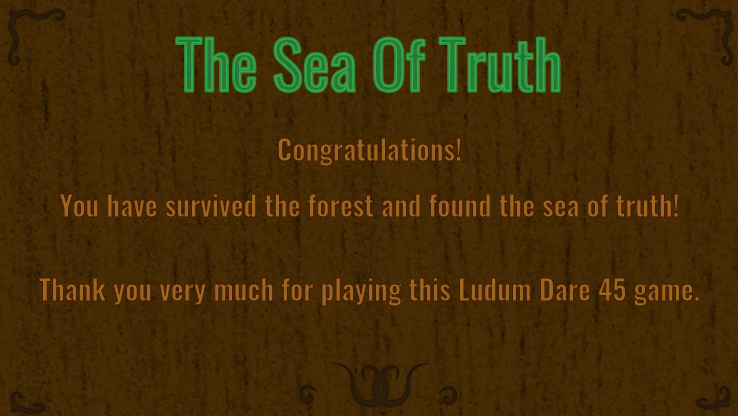 The Sea Of Truth
Congratulations!
You have survived the forest and found the sea of truth!
Thank you very much for playing this Ludum Dare 45 game.